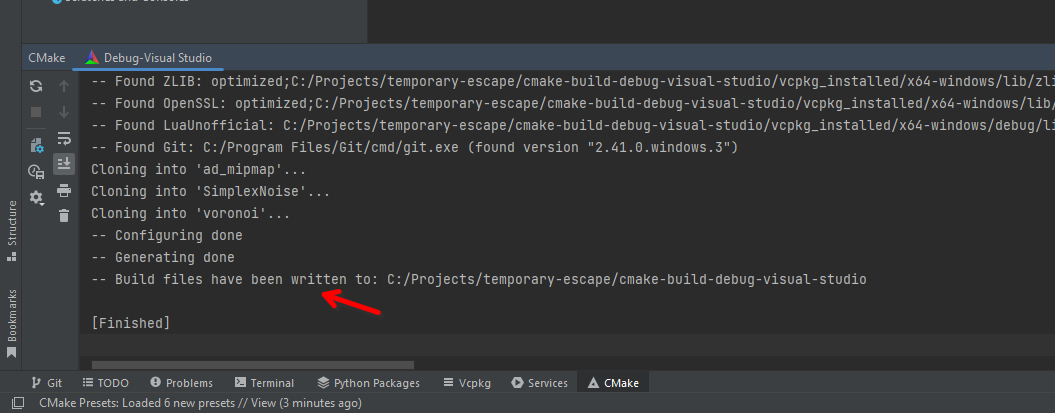 Scratches and Consoles
CMake
Debug-Visual Studio
-- Found ZLIB: optimized;C:/Projects/temporary-escape/cmake-build-debug-visual-studio/vcpkg_installed/x64-windows/lib/zli
-- Found OpenSSL: optimized;C:/Projects/temporary-escape/cmake-build-debug-visual-studio/vcpkg_installed/x64-windows/lib/
-- Found LuaUnofficial: C:/Projects/temporary-escape/cmake-build-debug-visual-studio/vcpkg_installed/x64-windows/debug/li
-- Found Git: C:/Program Files/Git/cmd/git.exe (found version "2.41.0.windows.3")
Cloning into 'ad_mipmap'...
Cloning into 'SimplexNoise'...
Cloning into 'voronoi'...
-- Configuring done
-- Generating done
-- Build files have been written to: C:/Projects/temporary-escape/cmake-build-debug-visual-studio
[Finished]
Structure
Bookmarks
Git
TODO
Problems
Terminal
Python Packages
Vcpkg
Services
CMake
CMake Presets: Loaded 6 new presets // View (3 minutes ago)